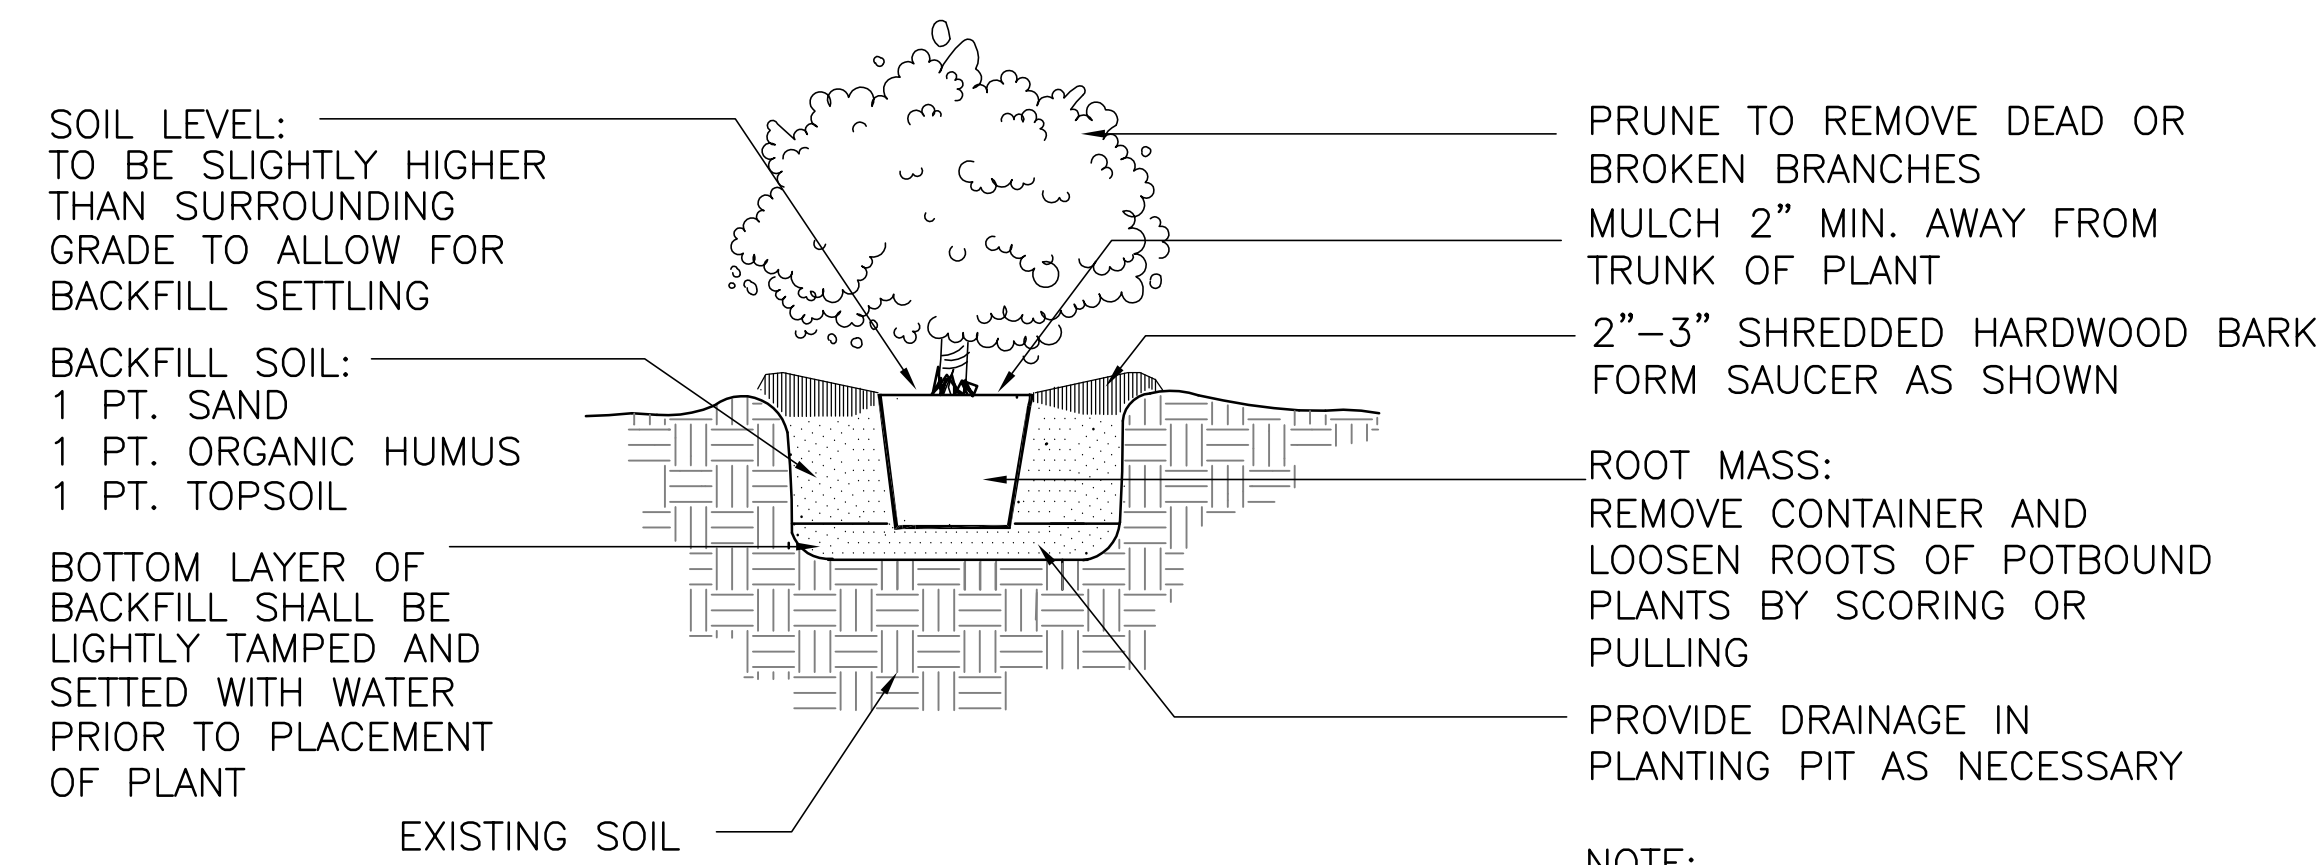 SOIL LEVEL:
TO BE SLIGHTLY HIGHER
THAN SURROUNDING
GRADE TO ALLOW FOR
BACKFILL SETTLING
BACKFILL SOIL:
1 PT. SAND
1 PT. ORGANIC HUMUS
1 PT. TOPSOIL
BOTTOM LAYER OF
BACKFILL SHALL BE
LIGHTLY TAMPED AND
SETTED WITH WATER
PRIOR TO PLACEMENT
OF PLANT
EXISTING SOIL
PRUNE TO REMOVE DEAD OR
BROKEN BRANCHES
MULCH 2” MIN. AWAY FROM
TRUNK OF PLANT
2”–3” SHREDDED HARDWOOD BARK
FORM SAUCER AS SHOWN
ROOT MASS:
REMOVE CONTAINER AND
LOOSEN ROOTS OF POTBOUND
PLANTS BY SCORING OR
PULLING
PROVIDE DRAINAGE IN
PLANTING PIT AS NECESSARY
NOTE: